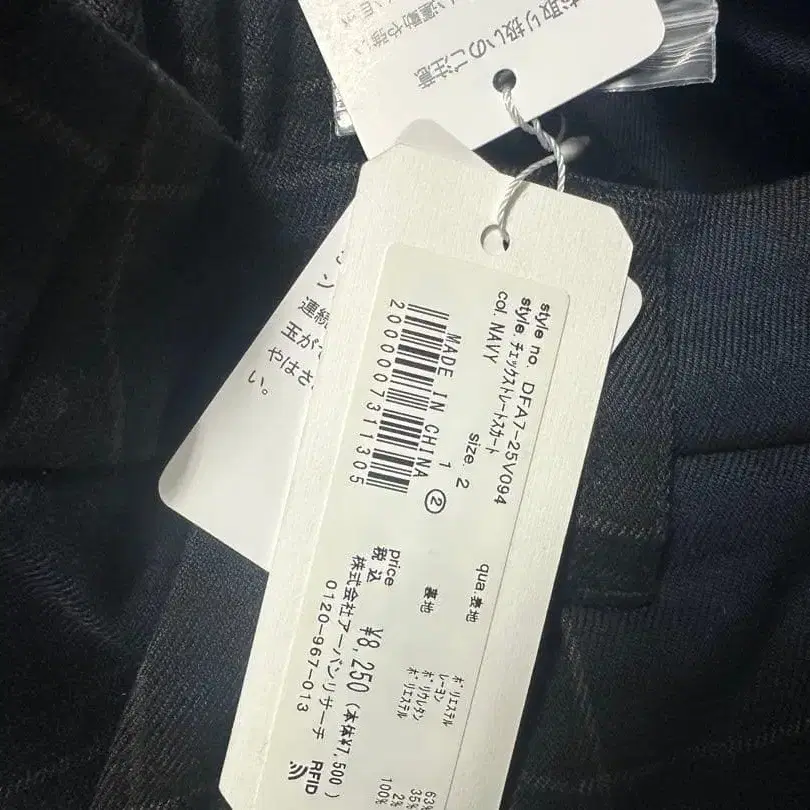 お取り扱いのご注意
連続
玉が
やはさ
い。
style no. DFA7-25V094
style. チェックストレートスカート
col. NAVY
size. 2
1 ②
MADE IN CHINA
2000007311305
qua.表地
ポリエステル 63%
レーヨン 35%
ポリウレタン 2%
裏地
ポリエステル 100%
price
税込 ¥8,250 (本体¥7,500)
株式会社アーバンリサーチ
0120-967-013
RFID